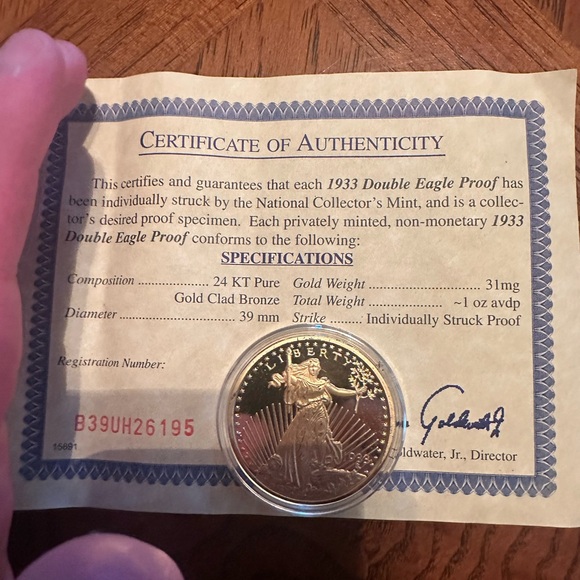 CERTIFICATE OF AUTHENTICITY
This certifies and guarantees that each 1933 Double Eagle Proof has
been individually struck by the National Collector's Mint, and is a collec-
tor's desired proof specimen. Each privately minted, non-monetary 1933
Double Eagle Proof conforms to the following:
SPECIFICATIONS
Composition .................. 24 KT Pure
Gold Clad Bronze
Diameter ............................. 39 mm
Gold Weight ............................ 31mg
Total Weight ................... ~1 oz avdp
Strike ........ Individually Struck Proof
Registration Number:
B39UH26195
15691
LIBERTY
1933
Goldwater, Jr., Director